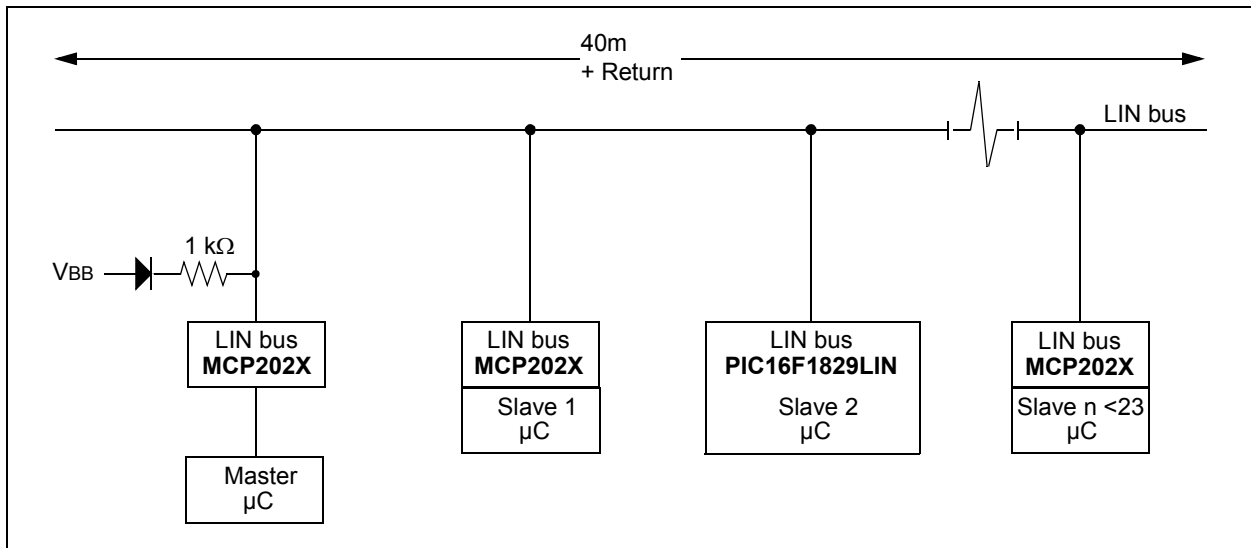 40m
+ Return
LIN bus
1 kΩ
VBB
LIN bus
MCP202X
Master
µC
LIN bus
MCP202X
Slave 1
µC
LIN bus
PIC16F1829LIN
Slave 2
µC
LIN bus
MCP202X
Slave n <23
µC